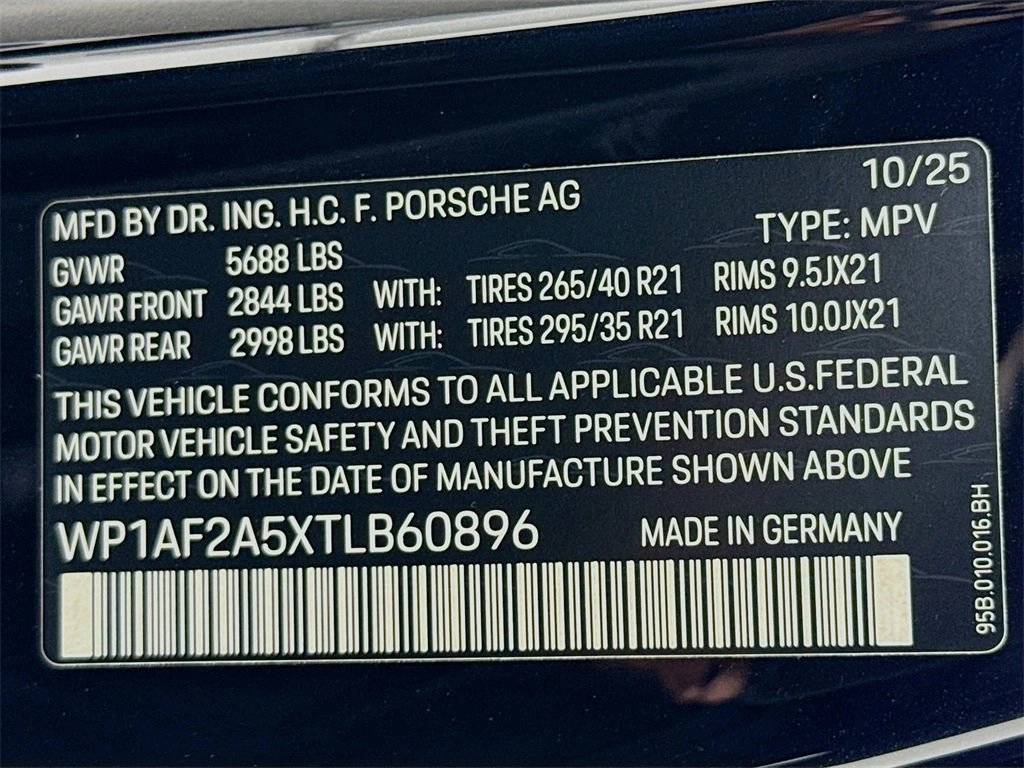 10/25
MFD BY DR. ING. H.C. F. PORSCHE AG
TYPE: MPV
GVWR 5688 LBS
GAWR FRONT 2844 LBS WITH: TIRES 265/40 R21 RIMS 9.5JX21
GAWR REAR 2998 LBS WITH: TIRES 295/35 R21 RIMS 10.0JX21
THIS VEHICLE CONFORMS TO ALL APPLICABLE U.S.FEDERAL
MOTOR VEHICLE SAFETY AND THEFT PREVENTION STANDARDS
IN EFFECT ON THE DATE OF MANUFACTURE SHOWN ABOVE
WP1AF2A5XTLB60896 MADE IN GERMANY
95B.010.016.BH